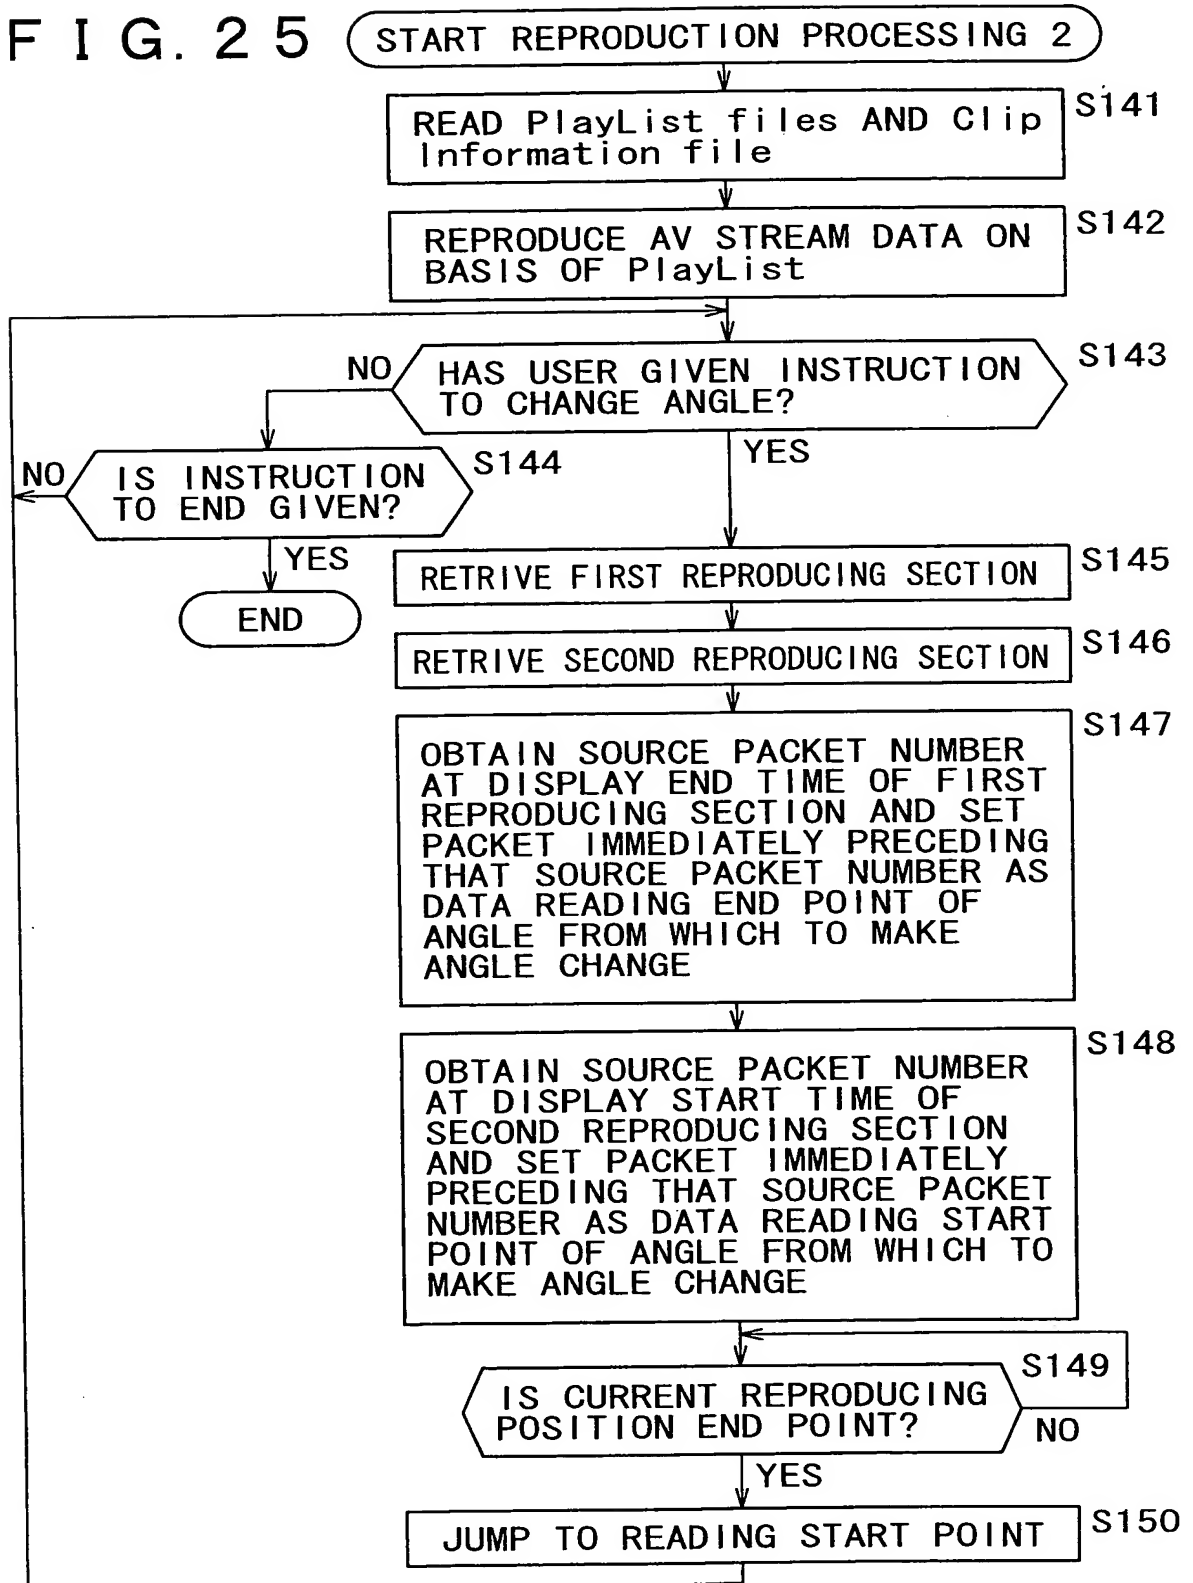 FIG. 25
START REPRODUCTION PROCESSING 2
S141
READ PlayList files AND Clip
Information file
S142
REPRODUCE AV STREAM DATA ON
BASIS OF PlayList
S143
HAS USER GIVEN INSTRUCTION
TO CHANGE ANGLE?
NO
YES
S144
IS INSTRUCTION
TO END GIVEN?
NO
YES
END
S145
RETRIVE FIRST REPRODUCING SECTION
S146
RETRIVE SECOND REPRODUCING SECTION
S147
OBTAIN SOURCE PACKET NUMBER
AT DISPLAY END TIME OF FIRST
REPRODUCING SECTION AND SET
PACKET IMMEDIATELY PRECEDING
THAT SOURCE PACKET NUMBER AS
DATA READING END POINT OF
ANGLE FROM WHICH TO MAKE
ANGLE CHANGE
S148
OBTAIN SOURCE PACKET NUMBER
AT DISPLAY START TIME OF
SECOND REPRODUCING SECTION
AND SET PACKET IMMEDIATELY
PRECEDING THAT SOURCE PACKET
NUMBER AS DATA READING START
POINT OF ANGLE FROM WHICH TO
MAKE ANGLE CHANGE
S149
IS CURRENT REPRODUCING
POSITION END POINT?
NO
YES
S150
JUMP TO READING START POINT